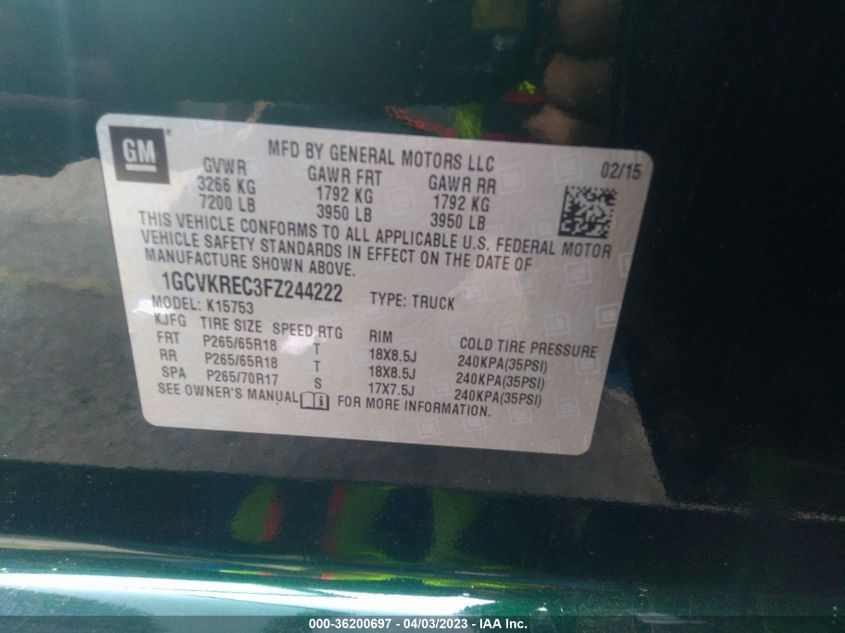 GM
MFD BY GENERAL MOTORS LLC 02/15
GVWR GAWR FRT GAWR RR
3266 KG 1792 KG 1792 KG
7200 LB 3950 LB 3950 LB
THIS VEHICLE CONFORMS TO ALL APPLICABLE U.S. FEDERAL MOTOR
VEHICLE SAFETY STANDARDS IN EFFECT ON THE DATE OF
MANUFACTURE SHOWN ABOVE.
1GCVKREC3FZ244222 TYPE: TRUCK
MODEL: K15753
KJFG TIRE SIZE SPEED RTG RIM COLD TIRE PRESSURE
FRT P265/65R18 T 18X8.5J 240KPA(35PSI)
RR P265/65R18 T 18X8.5J 240KPA(35PSI)
SPA P265/70R17 S 17X7.5J 240KPA(35PSI)
SEE OWNER'S MANUAL FOR MORE INFORMATION.
000-36200697 - 04/03/2023 - IAA Inc.